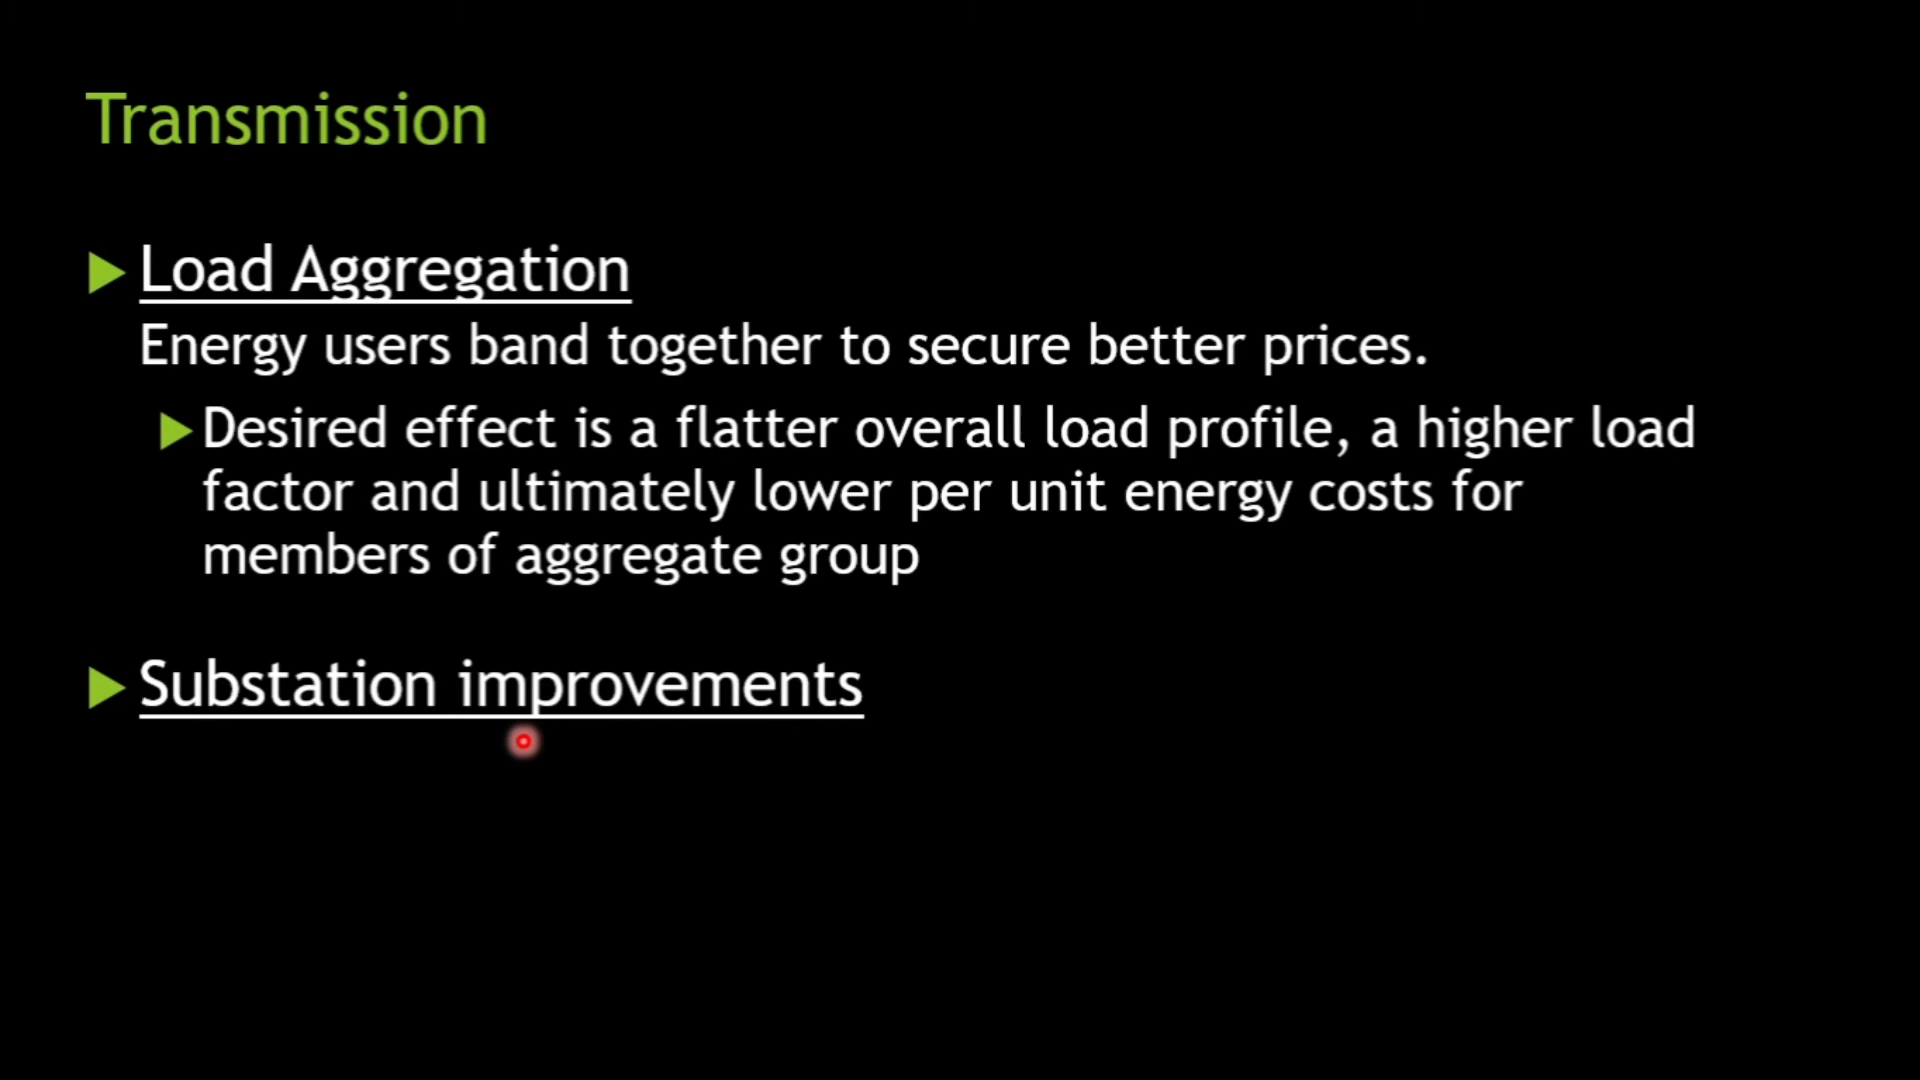 Transmission
Load Aggregation
Energy users band together to secure better prices.
Desired effect is a flatter overall load profile, a higher load
factor and ultimately lower per unit energy costs for
members of aggregate group
Substation improvements